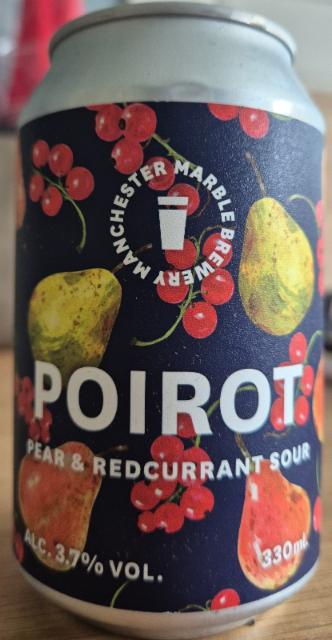 MANCHESTER MARBLE BREWERY
POIROT
PEAR & REDCURRANT SOUR
ALC. 3.7% VOL.
330ml